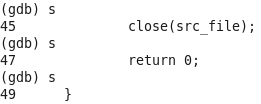 (gdb) s
45              close(src_file);
(gdb) s
47              return 0;
(gdb) s
49      }